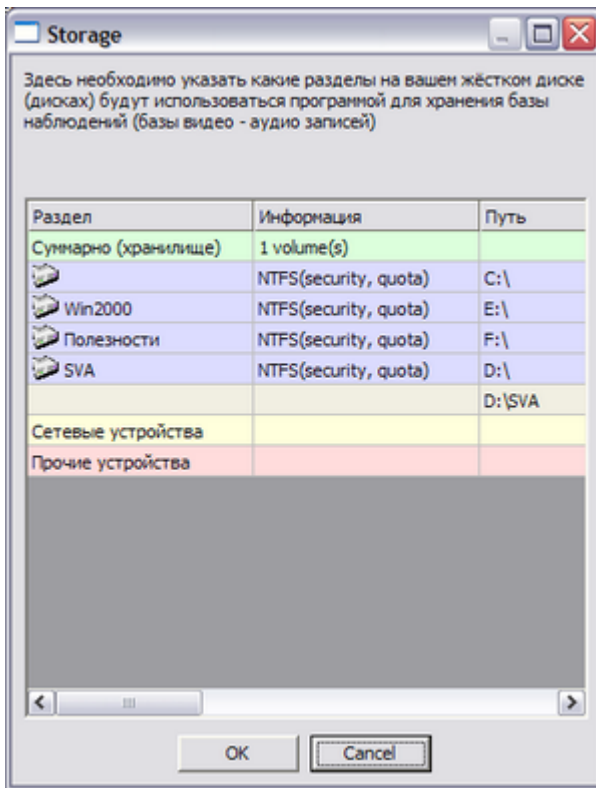 Storage
Здесь необходимо указать какие разделы на вашем жёстком диске
(дисках) будут использоваться программой для хранения базы
наблюдений (базы видео - аудио записей)
Раздел Информация Путь
Суммарно (хранилище) 1 volume(s)
NTFS(security, quota) C:\
Win2000 NTFS(security, quota) E:\
Полезности NTFS(security, quota) F:\
SVA NTFS(security, quota) D:\
D:\SVA
Сетевые устройства
Прочие устройства
OK Cancel